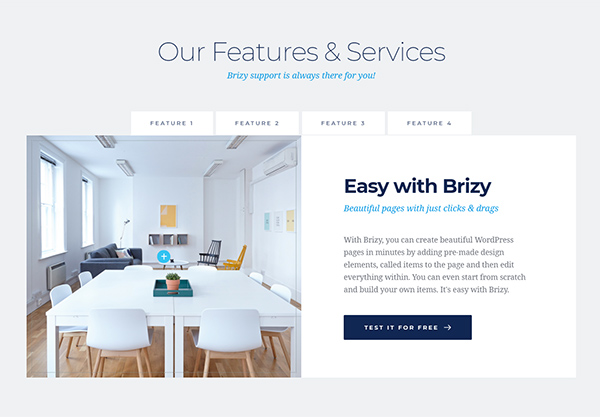 Our Features & Services
Brizy support is always there for you!
FEATURE 1
FEATURE 2
FEATURE 3
FEATURE 4
Easy with Brizy
Beautiful pages with just clicks & drags
With Brizy, you can create beautiful WordPress
pages in minutes by adding pre-made design
elements, called items to the page and then edit
everything within. You can even start from scratch
and build your own items. It's easy with Brizy.
TEST IT FOR FREE →